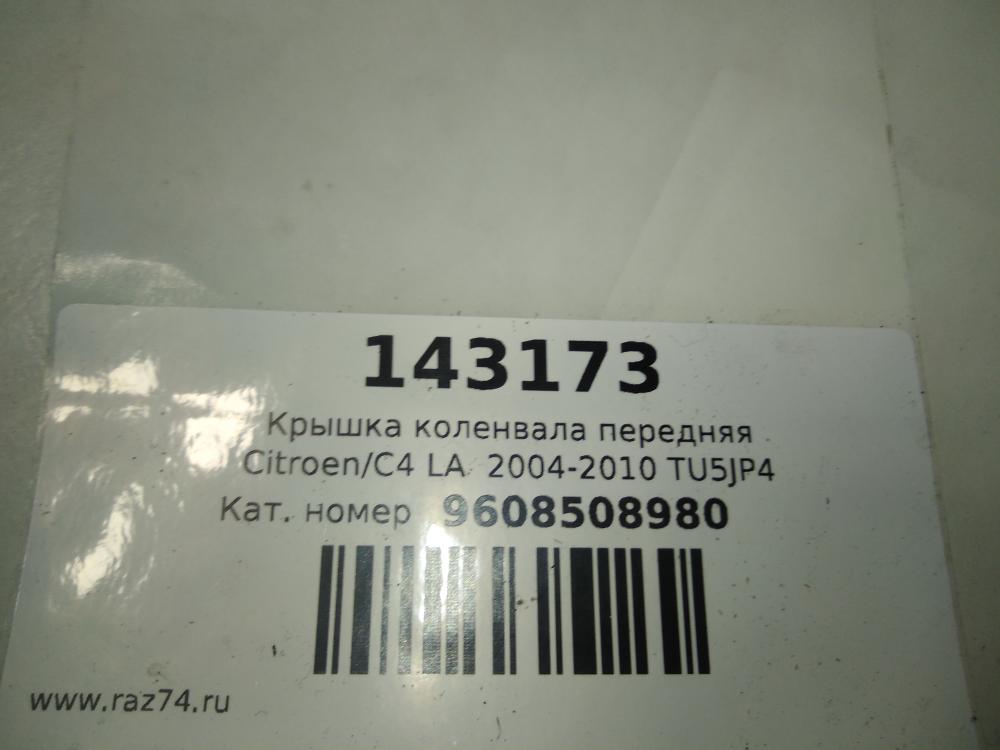 143173
Крышка коленвала передняя
Citroen/C4 LA 2004-2010 TU5JP4
Кат. номер 9608508980
www.raz74.ru